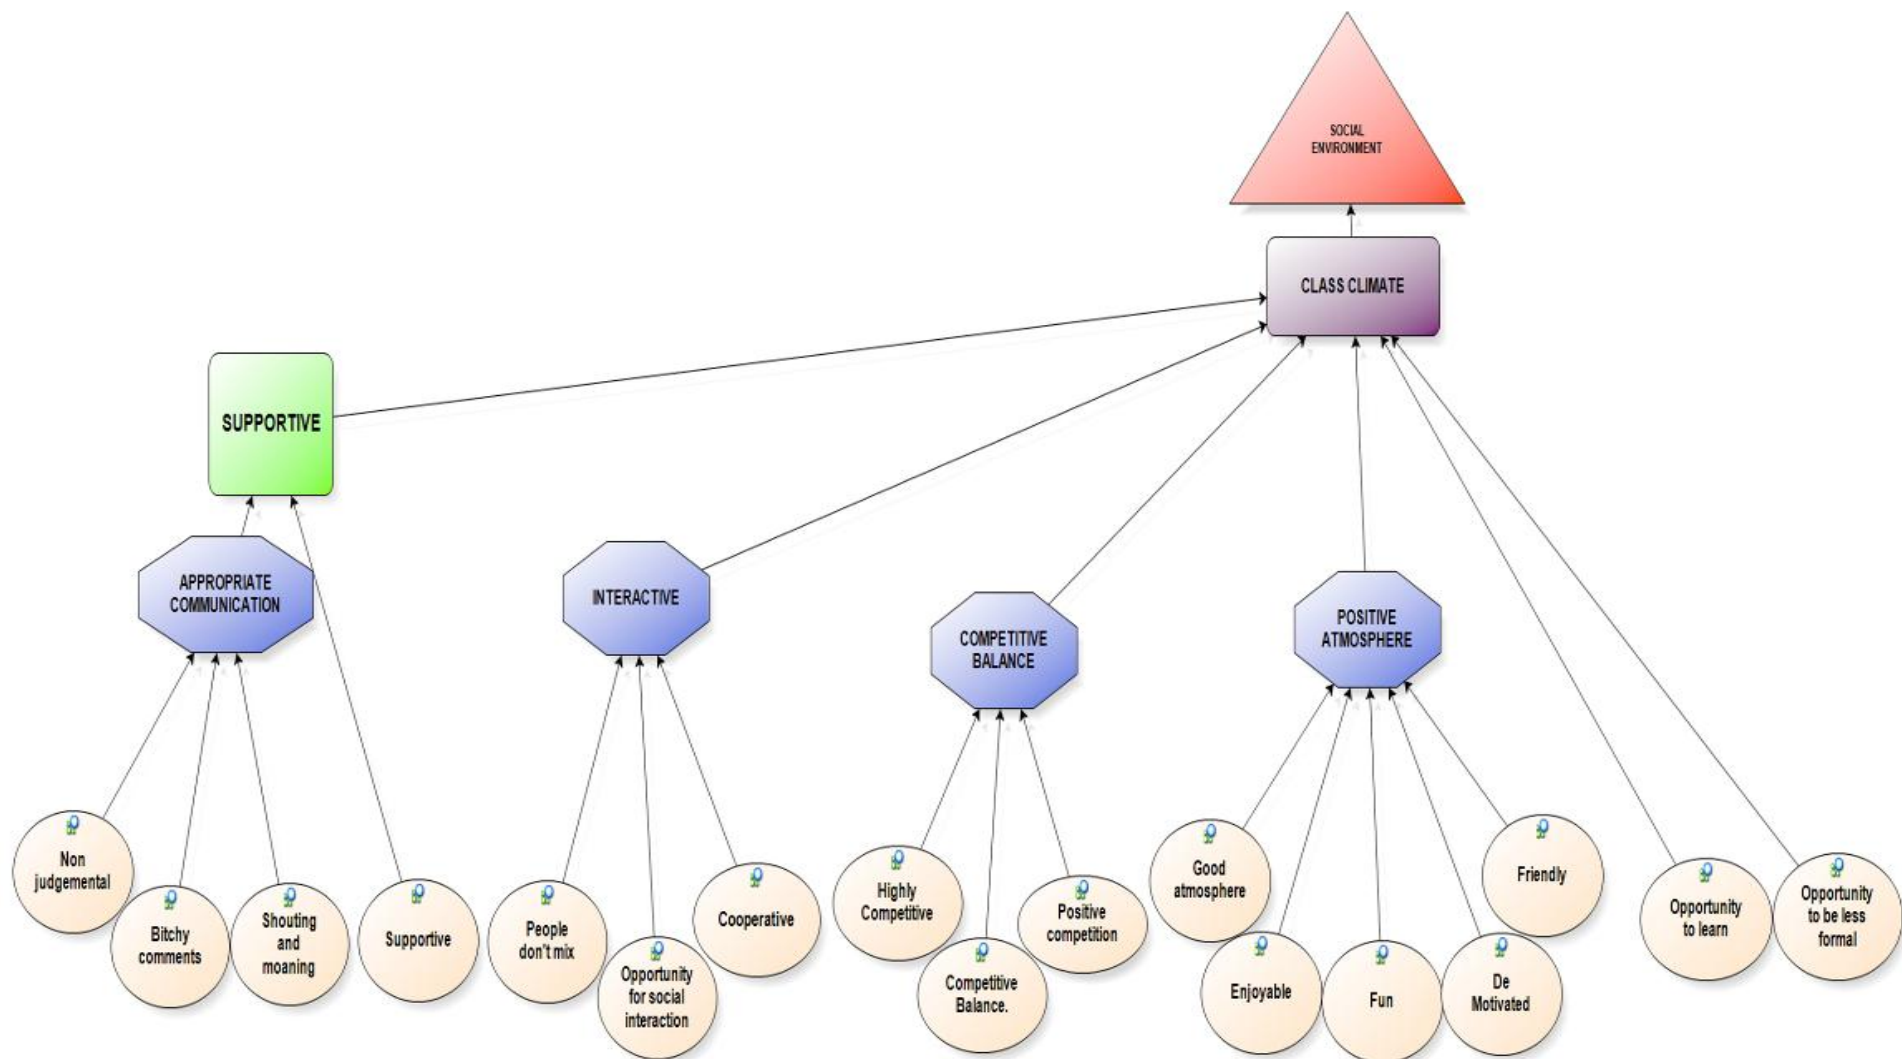 SOCIAL
ENVIRONMENT
CLASS CLIMATE
SUPPORTIVE
APPROPRIATE
COMMUNICATION
INTERACTIVE
COMPETITIVE
BALANCE
POSITIVE
ATMOSPHERE
Non
judgemental
Bitchy
comments
Shouting
and
moaning
Supportive
People
don't mix
Opportunity
for social
interaction
Cooperative
Highly
Competitive
Competitive
Balance.
Positive
competition
Good
atmosphere
Enjoyable
Fun
De
Motivated
Friendly
Opportunity
to learn
Opportunity
to be less
formal